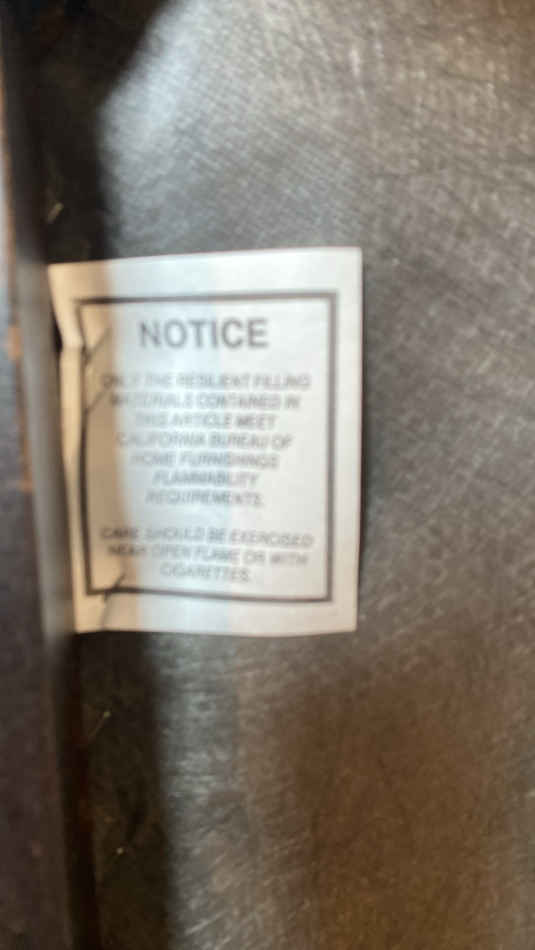 NOTICE
ONLY THE RESILIENT FILLING
MATERIALS CONTAINED IN
THIS ARTICLE MEET
CALIFORNIA BUREAU OF
HOME FURNISHINGS
FLAMMABILITY
REQUIREMENTS.
CARE SHOULD BE EXERCISED
NEAR OPEN FLAME OR WITH
CIGARETTES.